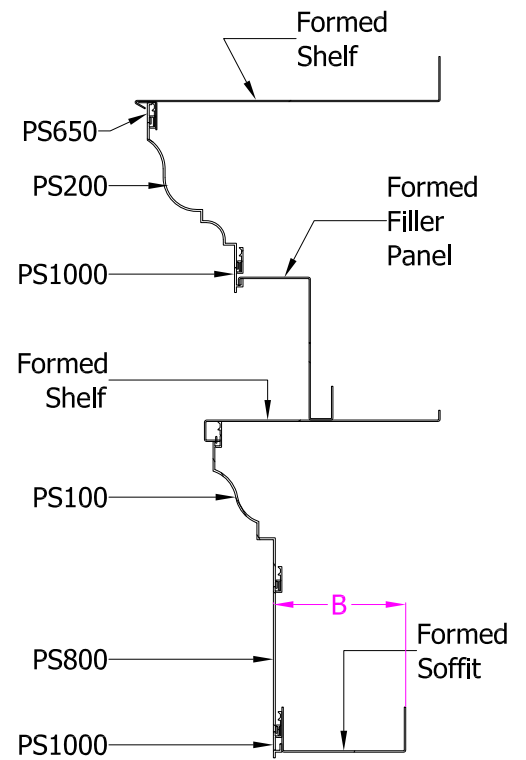 Formed
Shelf
PS650
PS200
Formed
Filler
Panel
PS1000
Formed
Shelf
PS100
B
Formed
Soffit
PS800
PS1000